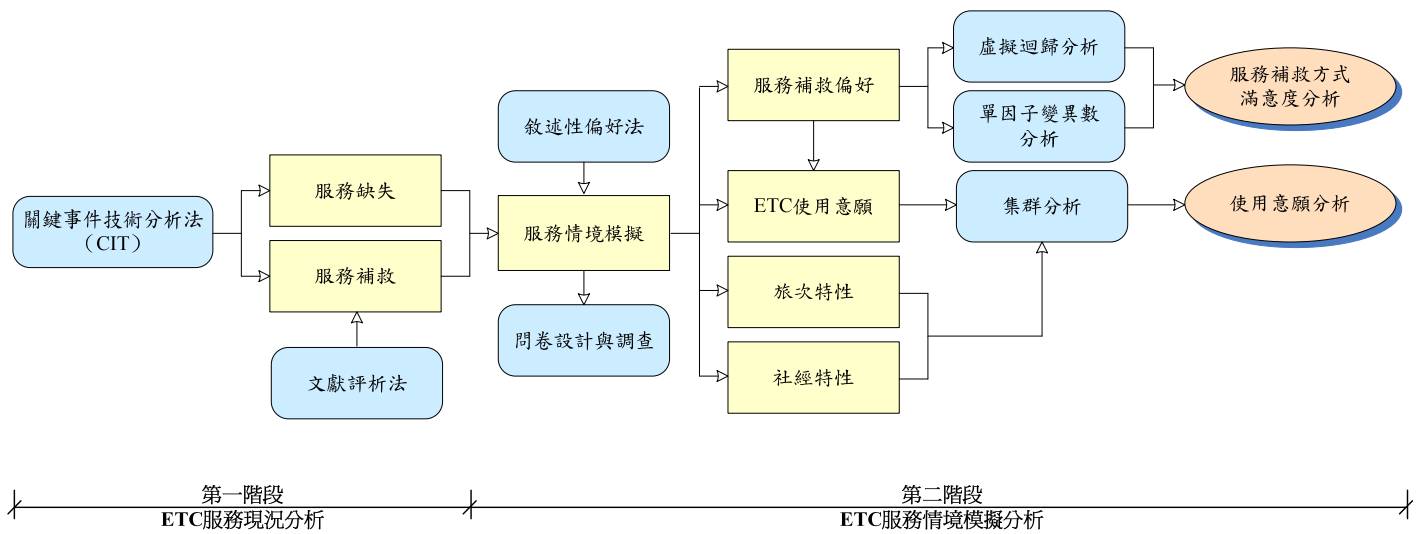 關鍵事件技術分析法
（CIT）
服務缺失
服務補救
文獻評析法
敘述性偏好法
服務情境模擬
問卷設計與調查
服務補救偏好
ETC使用意願
旅次特性
社經特性
虛擬迴歸分析
單因子變異數
分析
集群分析
服務補救方式
滿意度分析
使用意願分析
第一階段
ETC服務現況分析
第二階段
ETC服務情境模擬分析